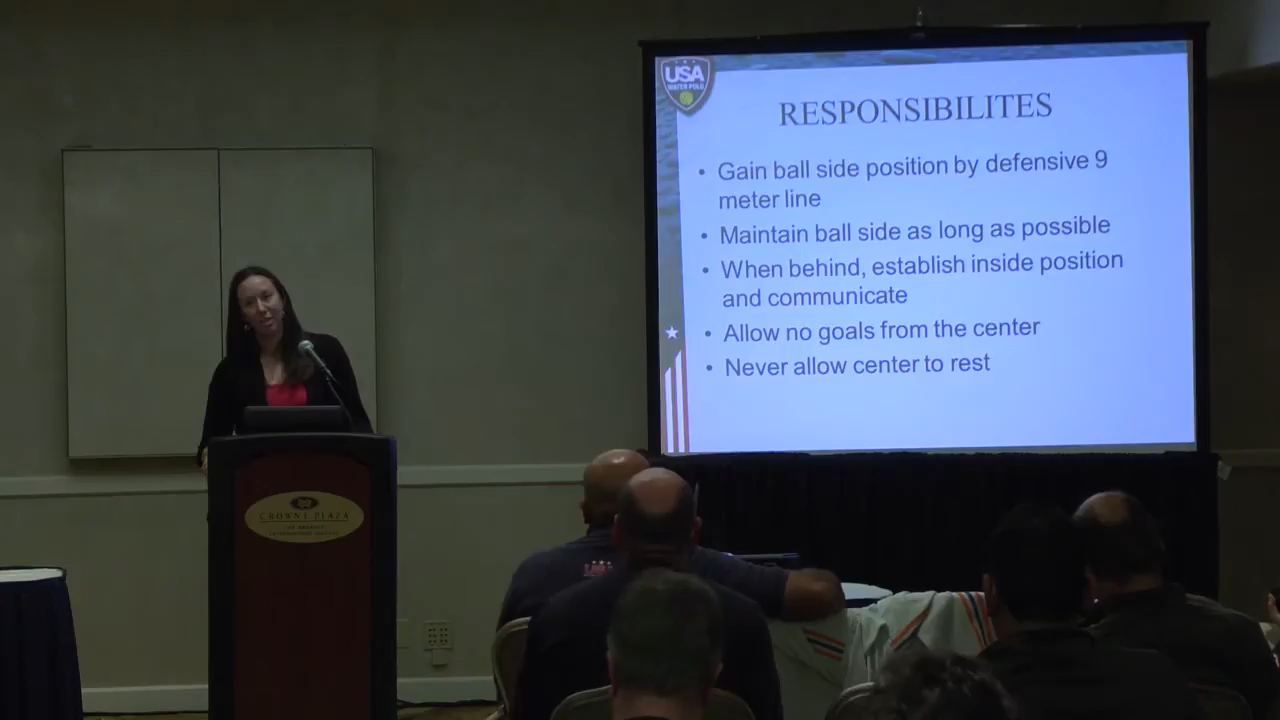 USA
WATER POLO
RESPONSIBILITES
• Gain ball side position by defensive 9
meter line
• Maintain ball side as long as possible
• When behind, establish inside position
and communicate
• Allow no goals from the center
• Never allow center to rest
CROWNE PLAZA